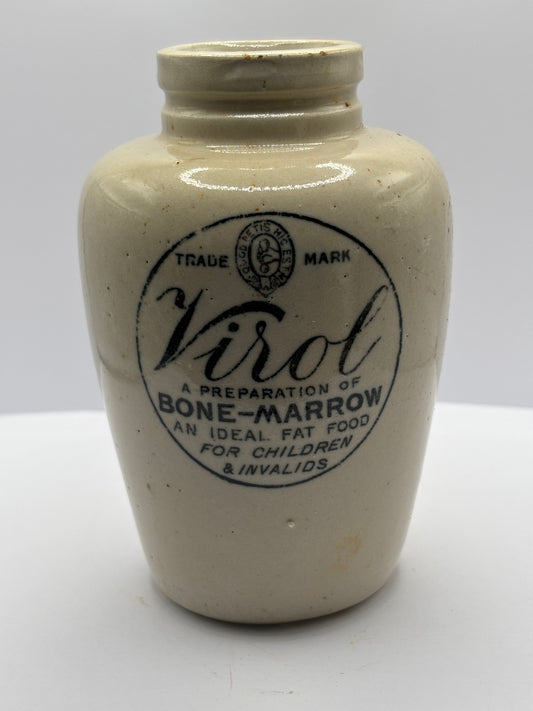 TRADE MARK
Virol
A PREPARATION OF
BONE-MARROW
AN IDEAL FAT FOOD
FOR CHILDREN
& INVALIDS